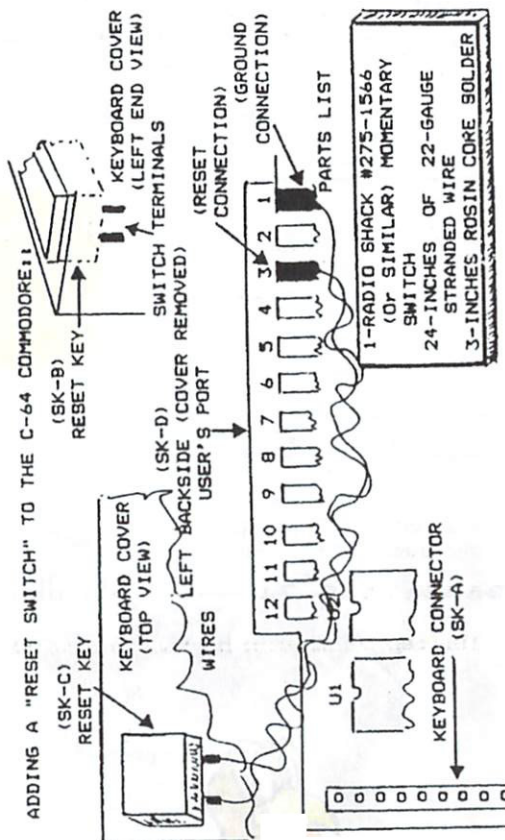 ADDING A "RESET SWITCH" TO THE C-64 COMMODORE::
(SK-B)
RESET KEY
KEYBOARD COVER
(LEFT END VIEW)
SWITCH TERMINALS
(SK-C)
RESET KEY
KEYBOARD COVER
(TOP VIEW)
WIRES
(SK-D)
LEFT BACKSIDE (COVER REMOVED)
USER'S PORT
(RESET
CONNECTION)
(GROUND
CONNECTION)
12 11 10 9 8 7 6 5 4 3 2 1
U1
U2
KEYBOARD CONNECTOR
(SK-A)
PARTS LIST
1-RADIO SHACK #275-1566
(Or SIMILAR) MOMENTARY
SWITCH
24-INCHES OF 22-GAUGE
STRANDED WIRE
3-INCHES ROSIN CORE SOLDER